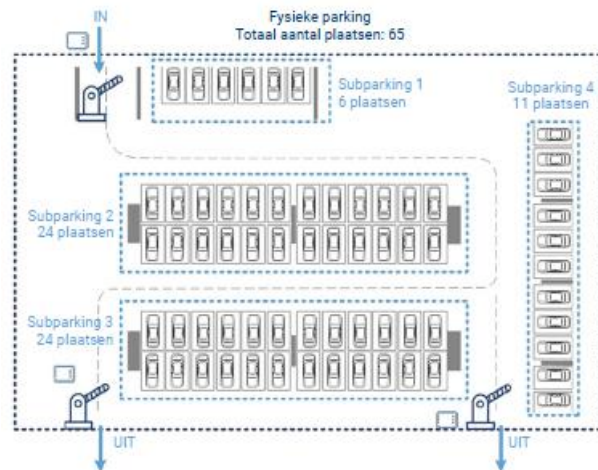 IN
Fysieke parking
Totaal aantal plaatsen: 65
Subparking 1
6 plaatsen
Subparking 4
11 plaatsen
Subparking 2
24 plaatsen
Subparking 3
24 plaatsen
UIT
UIT